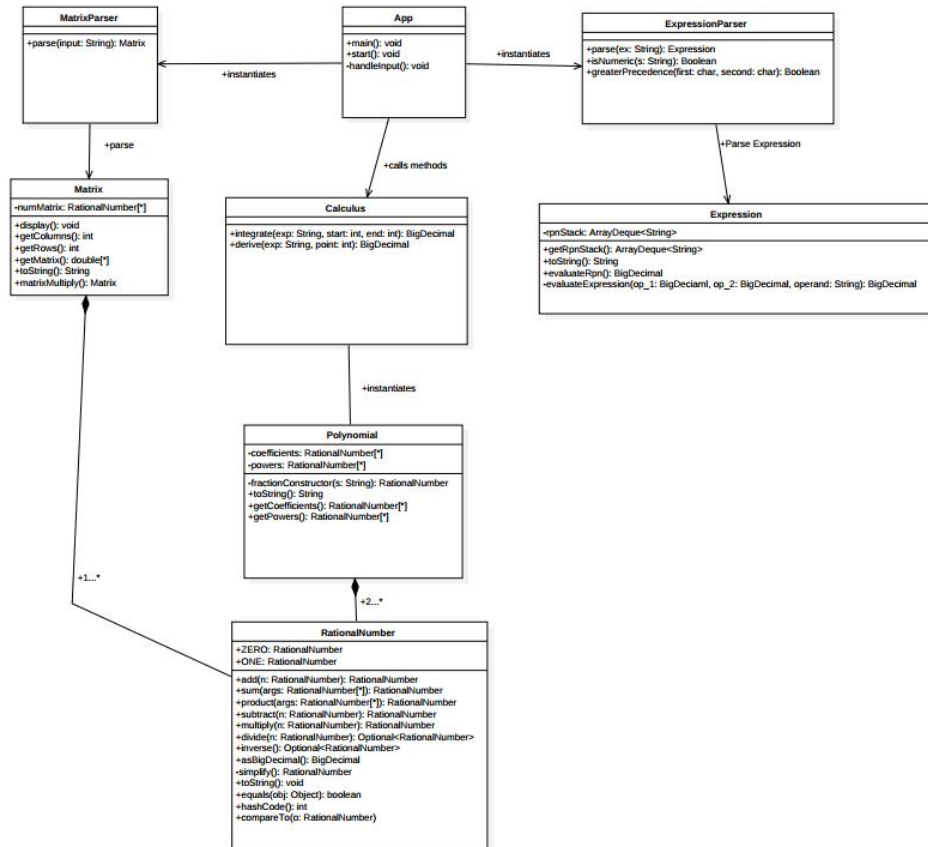 MatrixParser
+parse(input: String): Matrix
App
+main(): void
+start(): void
-handleInput(): void
ExpressionParser
+parse(ex: String): Expression
+isNumeric(s: String): Boolean
+greaterPrecedence(first: char, second: char): Boolean
+instantiates
+instantiates
+parse
+calls methods
+Parse Expression
Matrix
-numMatrix: RationalNumber[*]
+display(): void
+getColumns(): int
+getRows(): int
+getMatrix(): double[*]
+toString(): String
+matrixMultiply(): Matrix
Calculus
+integrate(exp: String, start: int, end: int): BigDecimal
+derive(exp: String, point: int): BigDecimal
Expression
-rpnStack: ArrayDeque<String>
+getRpnStack(): ArrayDeque<String>
+toString(): String
+evaluateRpn(): BigDecimal
-evaluateExpression(op_1: BigDeciaml, op_2: BigDecimal, operand: String): BigDecimal
+instantiates
Polynomial
-coefficients: RationalNumber[*]
-powers: RationalNumber[*]
-fractionConstructor(s: String): RationalNumber
+toString(): String
+getCoefficients(): RationalNumber[*]
+getPowers(): RationalNumber[*]
+1...*
+2...*
RationalNumber
+ZERO: RationalNumber
+ONE: RationalNumber
+add(n: RationalNumber): RationalNumber
+sum(args: RationalNumber[*]): RationalNumber
+product(args: RationalNumber[*]): RationalNumber
+subtract(n: RationalNumber): RationalNumber
+multiply(n: RationalNumber): RationalNumber
+divide(n: RationalNumber): Optional<RationalNumber>
+inverse(): Optional<RationalNumber>
+asBigDecimal(): BigDecimal
-simplify(): RationalNumber
+toString(): void
+equals(obj: Object): boolean
+hashCode(): int
+compareTo(o: RationalNumber)